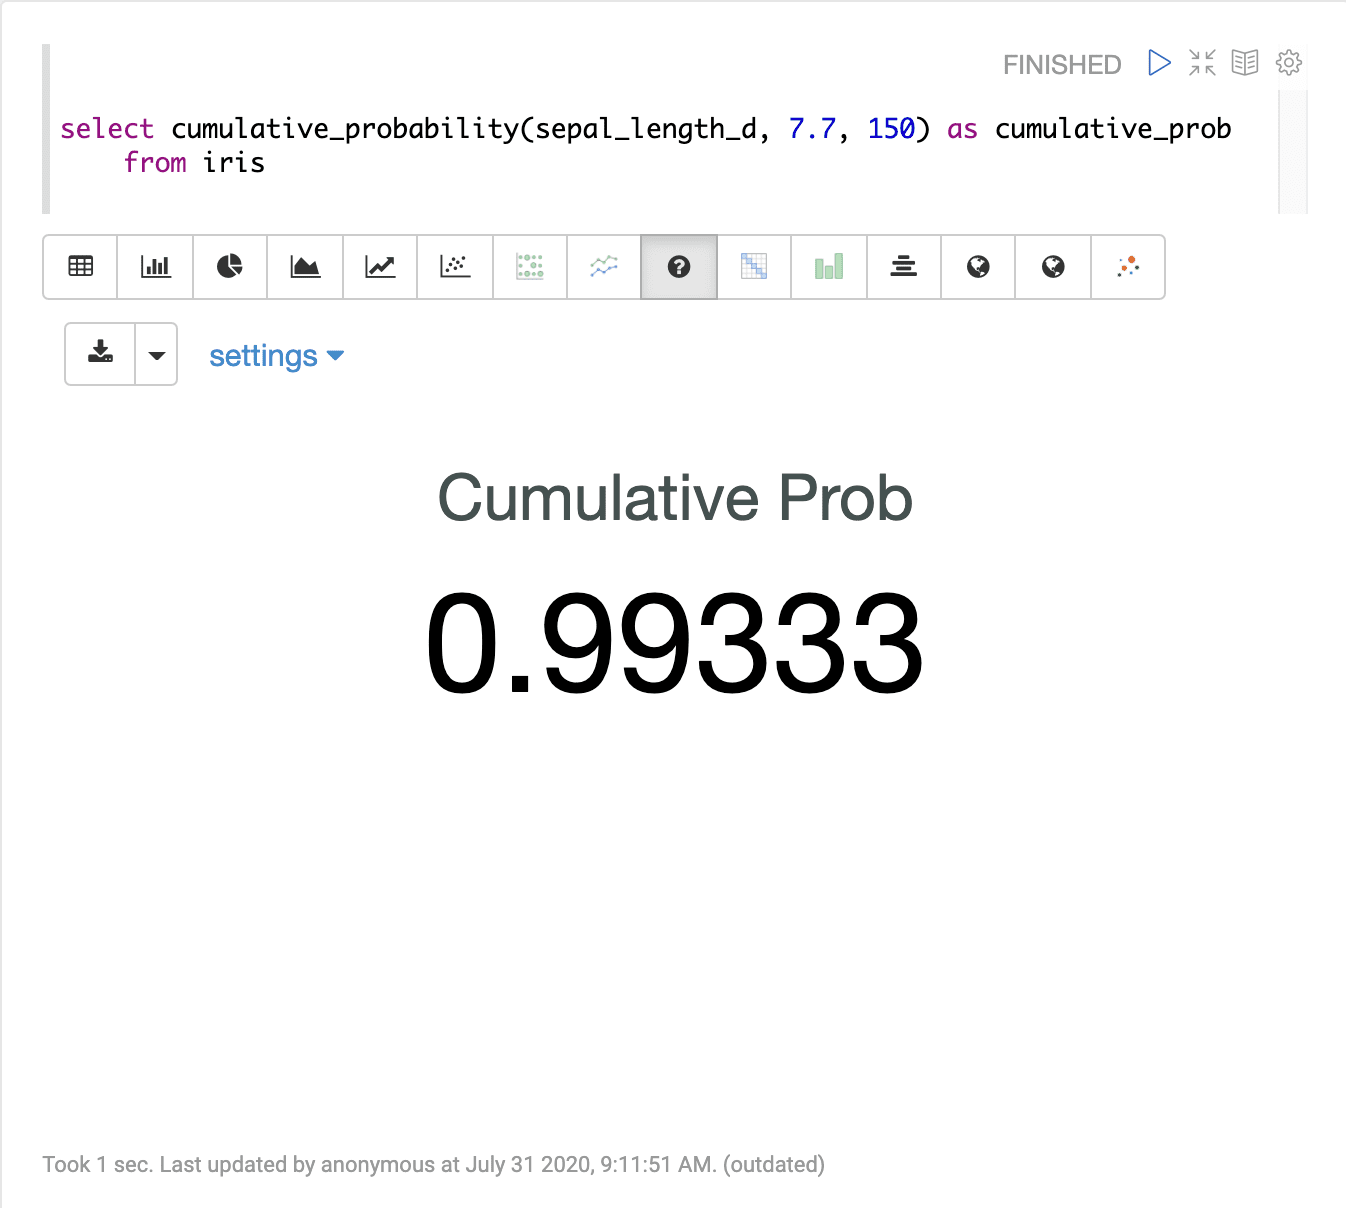 FINISHED
select cumulative_probability(sepal_length_d, 7.7, 150) as cumulative_prob
from iris
settings
Cumulative Prob
0.99333
Took 1 sec. Last updated by anonymous at July 31 2020, 9:11:51 AM. (outdated)